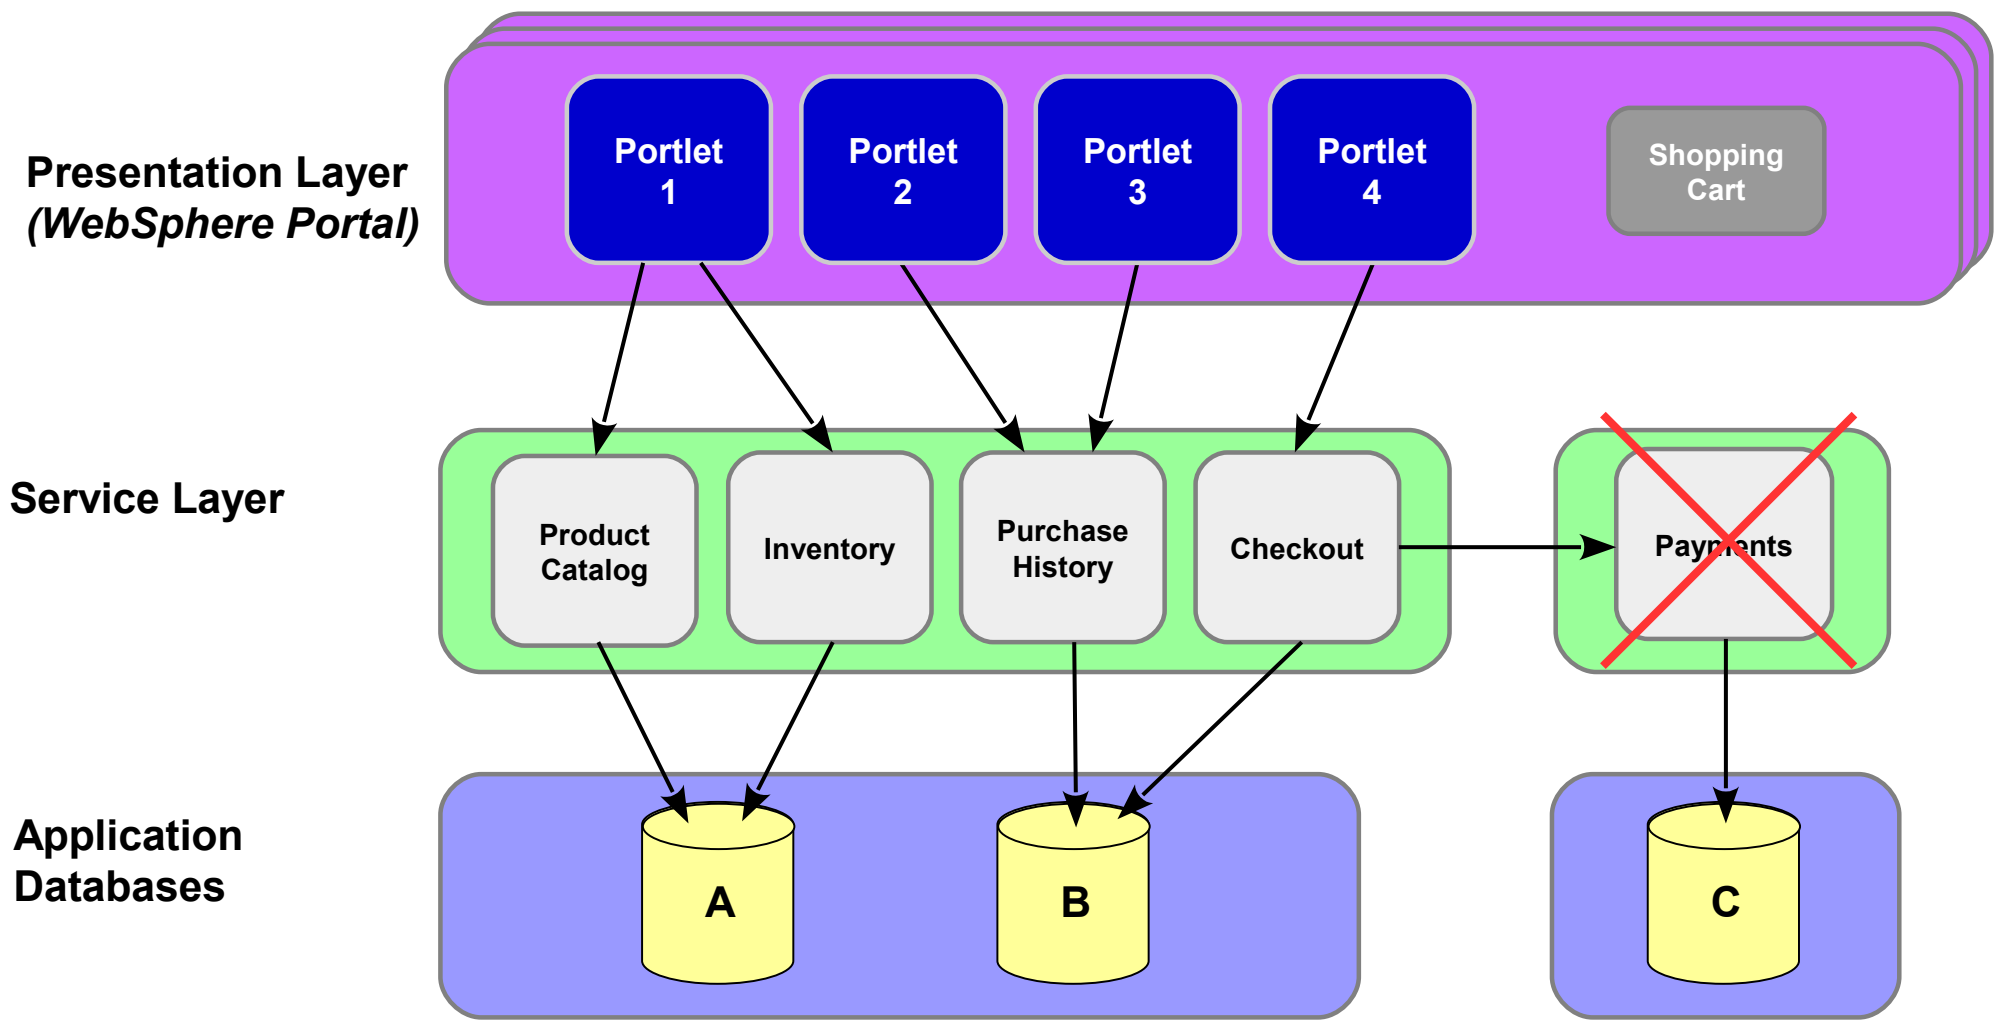 Presentation Layer
(WebSphere Portal)
Portlet
1
Portlet
2
Portlet
3
Portlet
4
Shopping
Cart
Service Layer
Product
Catalog
Inventory
Purchase
History
Checkout
Payments
Application
Databases
A
B
C